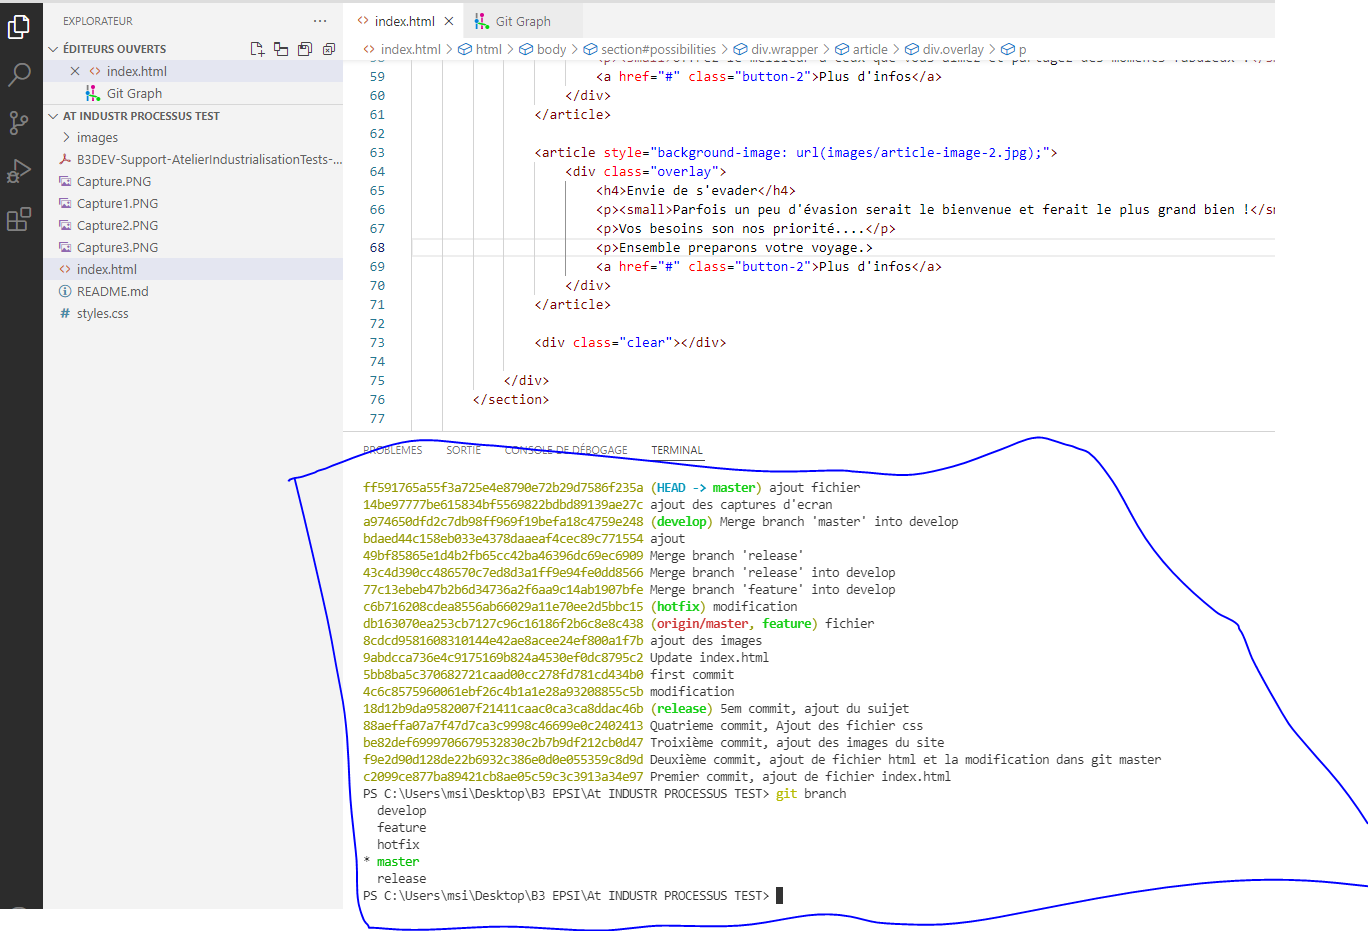 EXPLORATEUR
ÉDITEURS OUVERTS
index.html
Git Graph
AT INDUSTR PROCESSUS TEST
images
B3DEV-Support-AtelierIndustrialisationTests-...
Capture.PNG
Capture1.PNG
Capture2.PNG
Capture3.PNG
index.html
README.md
styles.css
index.html
Git Graph
index.html > html > body > section#possibilities > div.wrapper > article > div.overlay > p
59 <a href="#" class="button-2">Plus d'infos</a>
60 </div>
61 </article>
62
63 <article style="background-image: url(images/article-image-2.jpg);">
64 <div class="overlay">
65 <h4>Envie de s'evader</h4>
66 <p><small>Parfois un peu d'évasion serait le bienvenue et ferait le plus grand bien !</sm
67 <p>Vos besoins son nos priorité....</p>
68 <p>Ensemble preparons votre voyage.>
69 <a href="#" class="button-2">Plus d'infos</a>
70 </div>
71 </article>
72
73 <div class="clear"></div>
74
75 </div>
76 </section>
77
PROBLÈMES SORTIE CONSOLE DE DÉBOGAGE TERMINAL
ff591765a55f3a725e4e8790e72b29d7586f235a (HEAD -> master) ajout fichier
14be97777be615834bf5569822bdbd89139ae27c ajout des captures d'ecran
a974650dfd2c7db98ff969f19befa18c4759e248 (develop) Merge branch 'master' into develop
bdaed44c158eb033e4378daaeaf4cec89c771554 ajout
49bf85865e1d4b2fb65cc42ba46396dc69ec6909 Merge branch 'release'
43c4d390cc486570c7ed8d3a1ff9e94fe0dd8566 Merge branch 'release' into develop
77c13ebeb47b2b6d34736a2f6aa9c14ab1907bfe Merge branch 'feature' into develop
c6b716208cdea8556ab66029a11e70ee2d5bbc15 (hotfix) modification
db163070ea253cb7127c96c16186f2b6c8e8c438 (origin/master, feature) fichier
8cdcd9581608310144e42ae8acee24ef800a1f7b ajout des images
9abdcca736e4c9175169b824a4530ef0dc8795c2 Update index.html
5bb8ba5c370682721caad00cc278fd781cd434b0 first commit
4c6c8575960061ebf26c4b1a1e28a93208855c5b modification
18d12b9da9582007f21411caac0ca3ca8ddac46b (release) 5em commit, ajout du suijet
88aeffa07a7f47d7ca3c9998c46699e0c2402413 Quatrieme commit, Ajout des fichier css
be82def6999706679532830c2b7b9df212cb0d47 Troixième commit, ajout des images du site
f9e2d90d128de22b6932c386e0d0e055359c8d9d Deuxième commit, ajout de fichier html et la modification dans git master
c2099ce877ba89421cb8ae05c59c3c3913a34e97 Premier commit, ajout de fichier index.html
PS C:\Users\msi\Desktop\B3 EPSI\At INDUSTR PROCESSUS TEST> git branch
develop
feature
hotfix
* master
release
PS C:\Users\msi\Desktop\B3 EPSI\At INDUSTR PROCESSUS TEST>